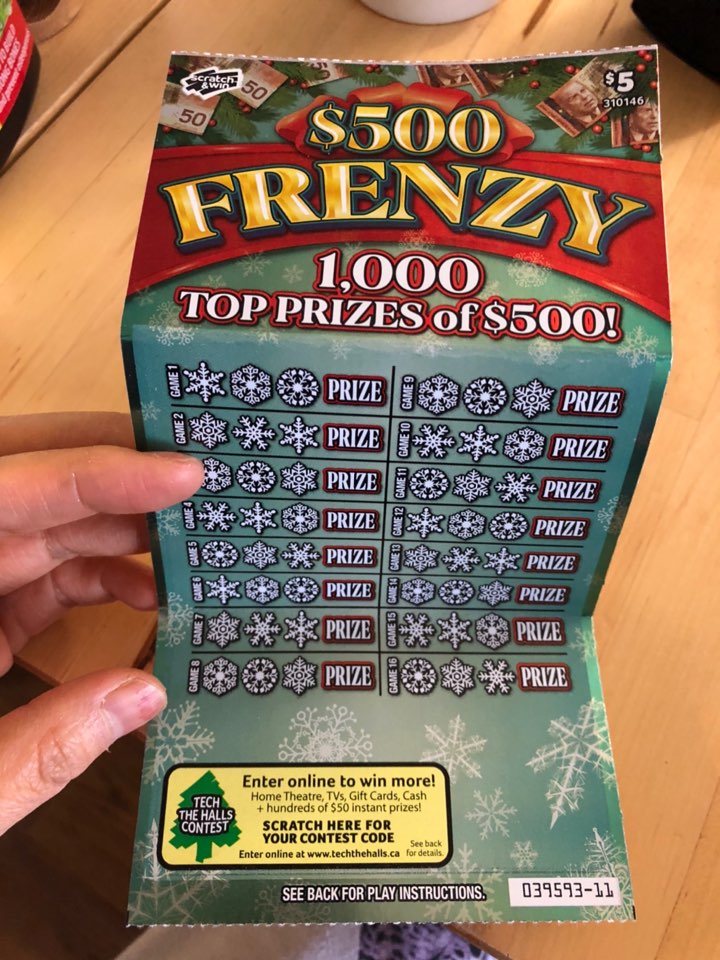 scratch & win
50
50
$5
310146
$500
FRENZY
1,000
TOP PRIZES of $500!
GAME 1 PRIZE
GAME 2 PRIZE
PRIZE
GAME 4 PRIZE
GAME 5 PRIZE
GAME 6 PRIZE
GAME 7 PRIZE
GAME 8 PRIZE
GAME 9 PRIZE
GAME 10 PRIZE
GAME 11 PRIZE
GAME 12 PRIZE
GAME 13 PRIZE
GAME 14 PRIZE
GAME 15 PRIZE
GAME 16 PRIZE
TECH
THE HALLS
CONTEST
Enter online to win more!
Home Theatre, TVs, Gift Cards, Cash
+ hundreds of $50 instant prizes!
SCRATCH HERE FOR
YOUR CONTEST CODE
Enter online at www.techthehalls.ca
See back
for details.
SEE BACK FOR PLAY INSTRUCTIONS.
039593-11